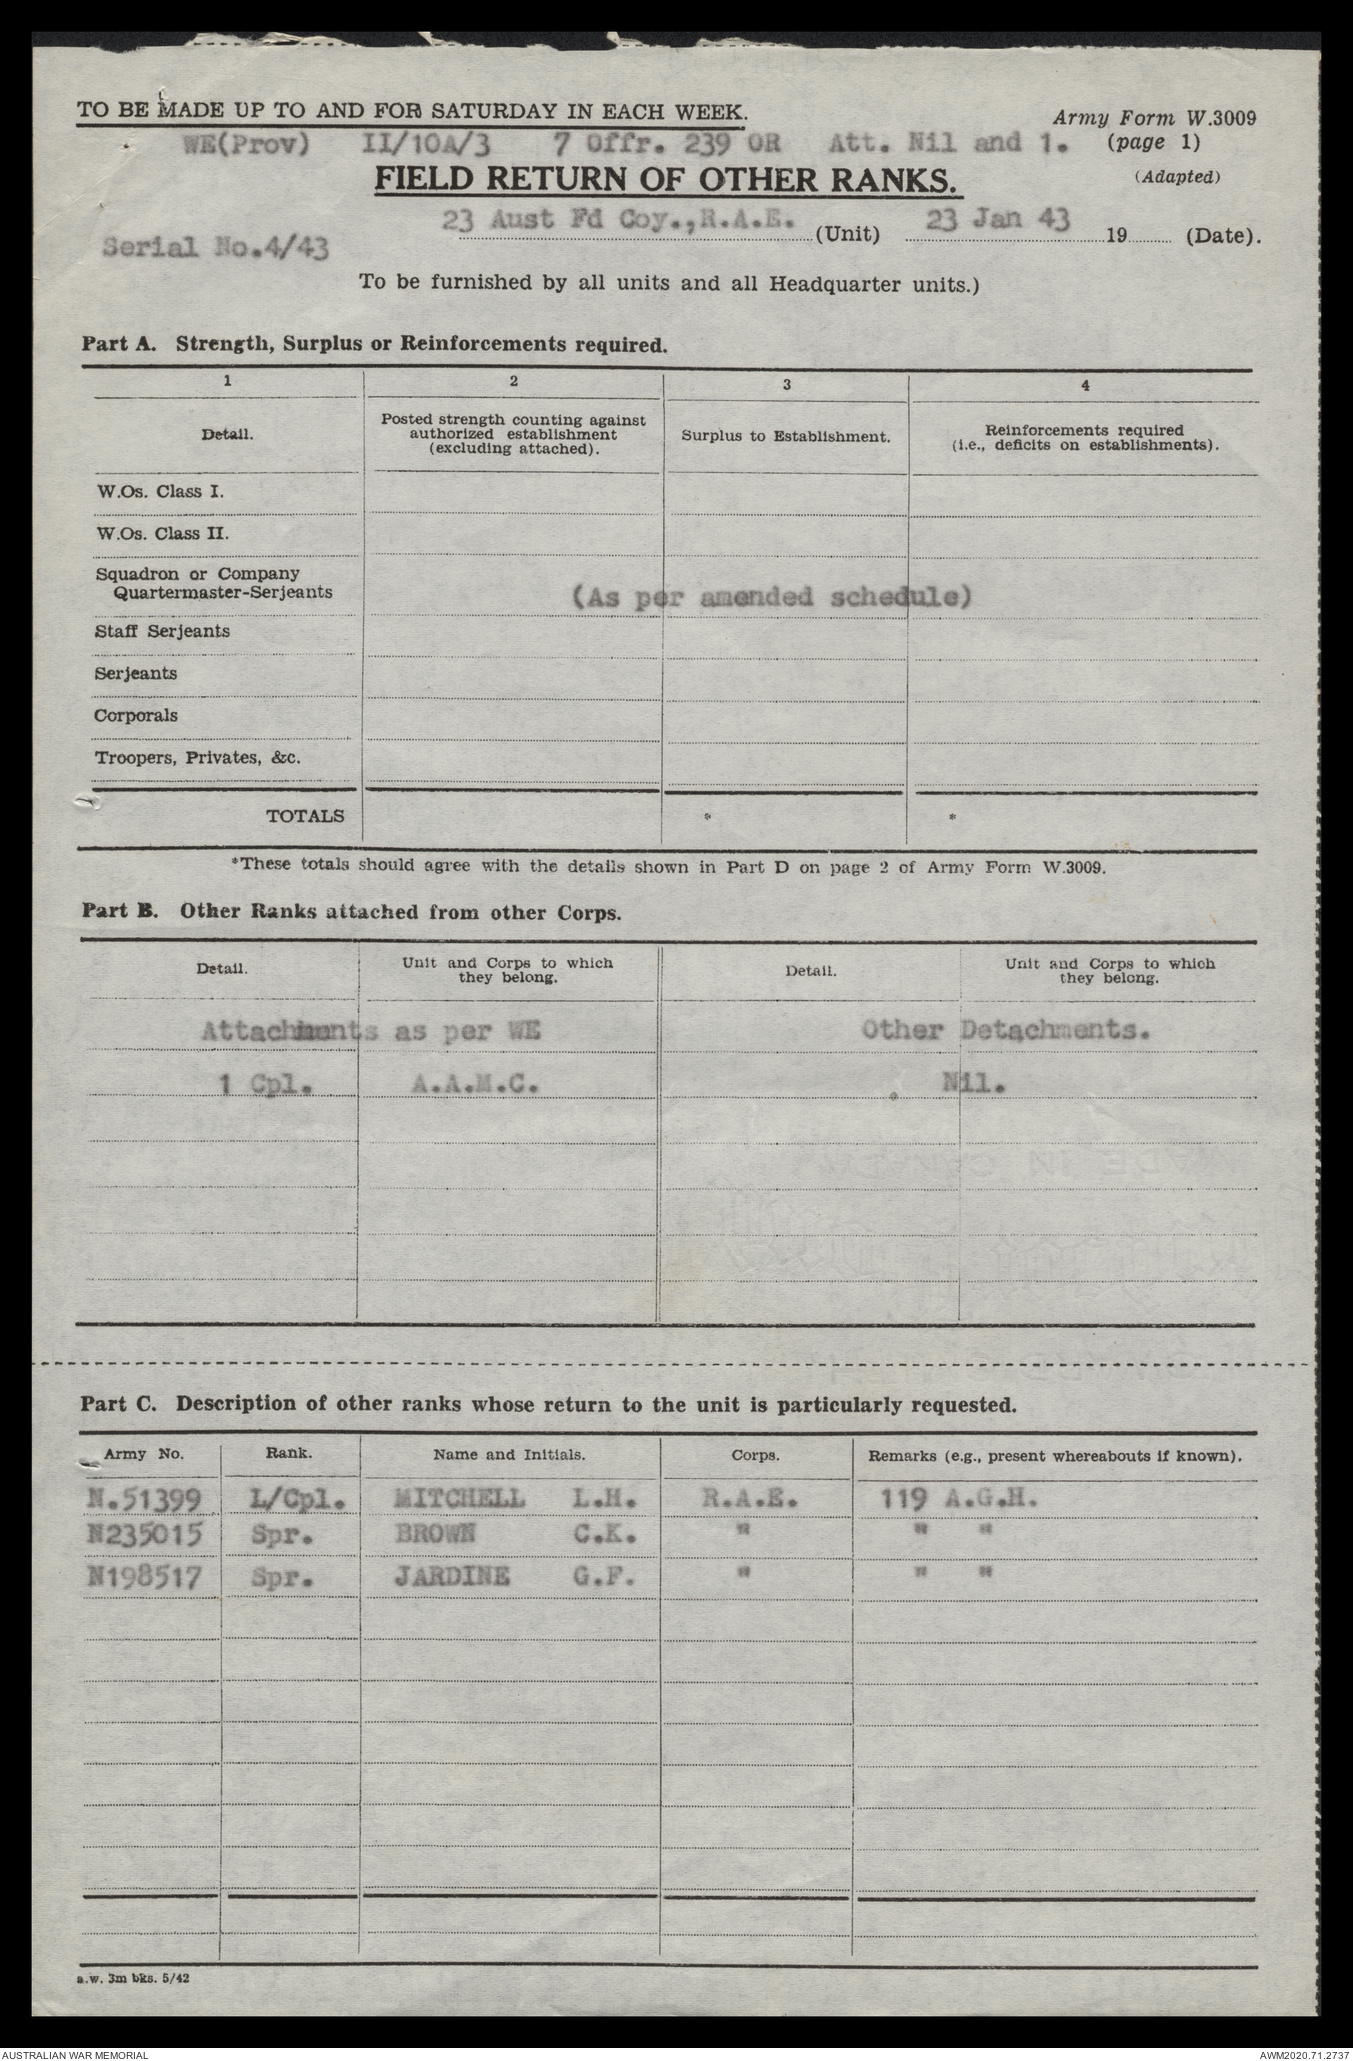 TO BE MADE UP TO AND FOR SATURDAY IN EACH WEEK.
Army Form W.3009
WE(Prov) II/10A/3 7 Offr. 239 OR Att. Nil and 1. (page 1)
FIELD RETURN OF OTHER RANKS. (Adapted)
23 Aust Fd Coy.,R.A.E. (Unit) 23 Jan 43 19 (Date).
Serial No.4/43
To be furnished by all units and all Headquarter units.)
Part A. Strength, Surplus or Reinforcements required.
1 2 3 4
Detail.
Posted strength counting against
authorized establishment
(excluding attached).
Surplus to Establishment.
Reinforcements required
(i.e., deficits on establishments).
W.Os. Class I.
W.Os. Class II.
Squadron or Company
Quartermaster-Serjeants
(As per amended schedule)
Staff Serjeants
Serjeants
Corporals
Troopers, Privates, &c.
TOTALS * *
*These totals should agree with the details shown in Part D on page 2 of Army Form W.3009.
Part B. Other Ranks attached from other Corps.
Detail.
Unit and Corps to which
they belong.
Detail.
Unit and Corps to which
they belong.
Attachments as per WE Other Detachments.
1 Cpl. A.A.M.C. Nil.
Part C. Description of other ranks whose return to the unit is particularly requested.
Army No. Rank. Name and Initials. Corps. Remarks (e.g., present whereabouts if known).
N.51399 L/Cpl. MITCHELL L.H. R.A.E. 119 A.G.H.
N235015 Spr. BROWN C.K. " " "
N198517 Spr. JARDINE G.F. " " "
a.w. 3m bks. 5/42
AUSTRALIAN WAR MEMORIAL AWM2020.71.2737